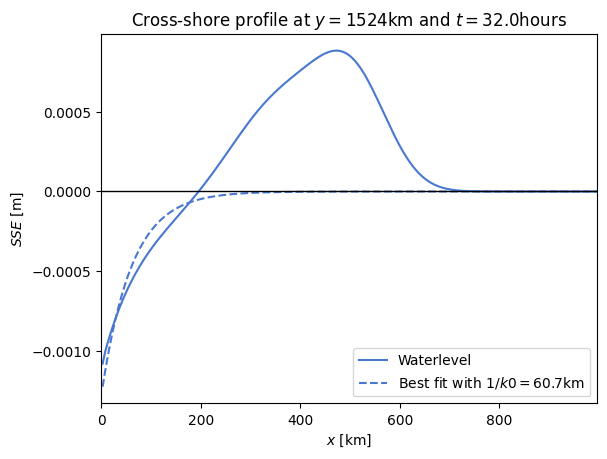 Cross-shore profile at y = 1524km and t = 32.0hours
SSE [m]
0.0005
0.0000
−0.0005
−0.0010
Waterlevel
Best fit with 1/k0 = 60.7km
0 200 400 600 800
x [km]